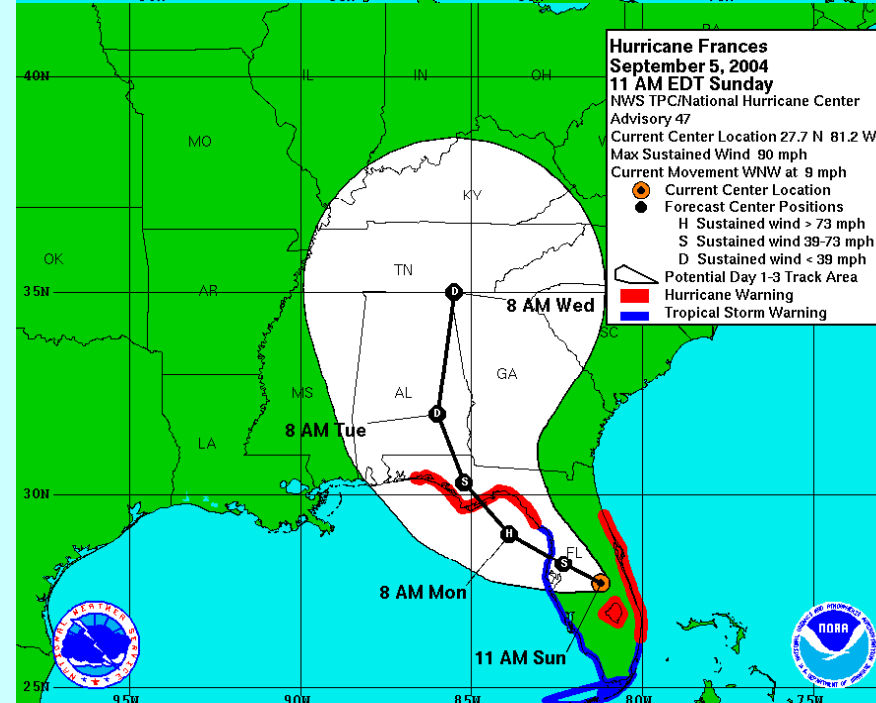 Hurricane Frances
September 5, 2004
11 AM EDT Sunday
NWS TPC/National Hurricane Center
Advisory 47
Current Center Location 27.7 N 81.2 W
Max Sustained Wind 90 mph
Current Movement WNW at 9 mph
Current Center Location
Forecast Center Positions
H Sustained wind > 73 mph
S Sustained wind 39-73 mph
D Sustained wind < 39 mph
Potential Day 1-3 Track Area
Hurricane Warning
Tropical Storm Warning
40N
IL
IN
OH
MO
KY
OK
AR
TN
35N
D
8 AM Wed
SC
MS
AL
GA
D
8 AM Tue
LA
S
30N
H
FL
S
8 AM Mon
11 AM Sun
NATIONAL WEATHER SERVICE
NOAA
25N
95W
90W
85W
80W
75W